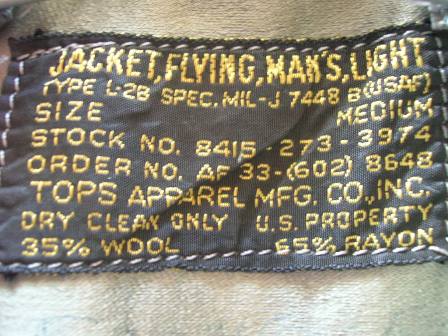 JACKET, FLYING, MAN'S, LIGHT
TYPE L-2B SPEC. MIL-J 7448 B(USAF)
SIZE MEDIUM
STOCK NO. 8415-273-3974
ORDER NO. AF 33-(602) 8648
TOPS APPAREL MFG. CO., INC.
DRY CLEAN ONLY U.S. PROPERTY
35% WOOL 65% RAYON